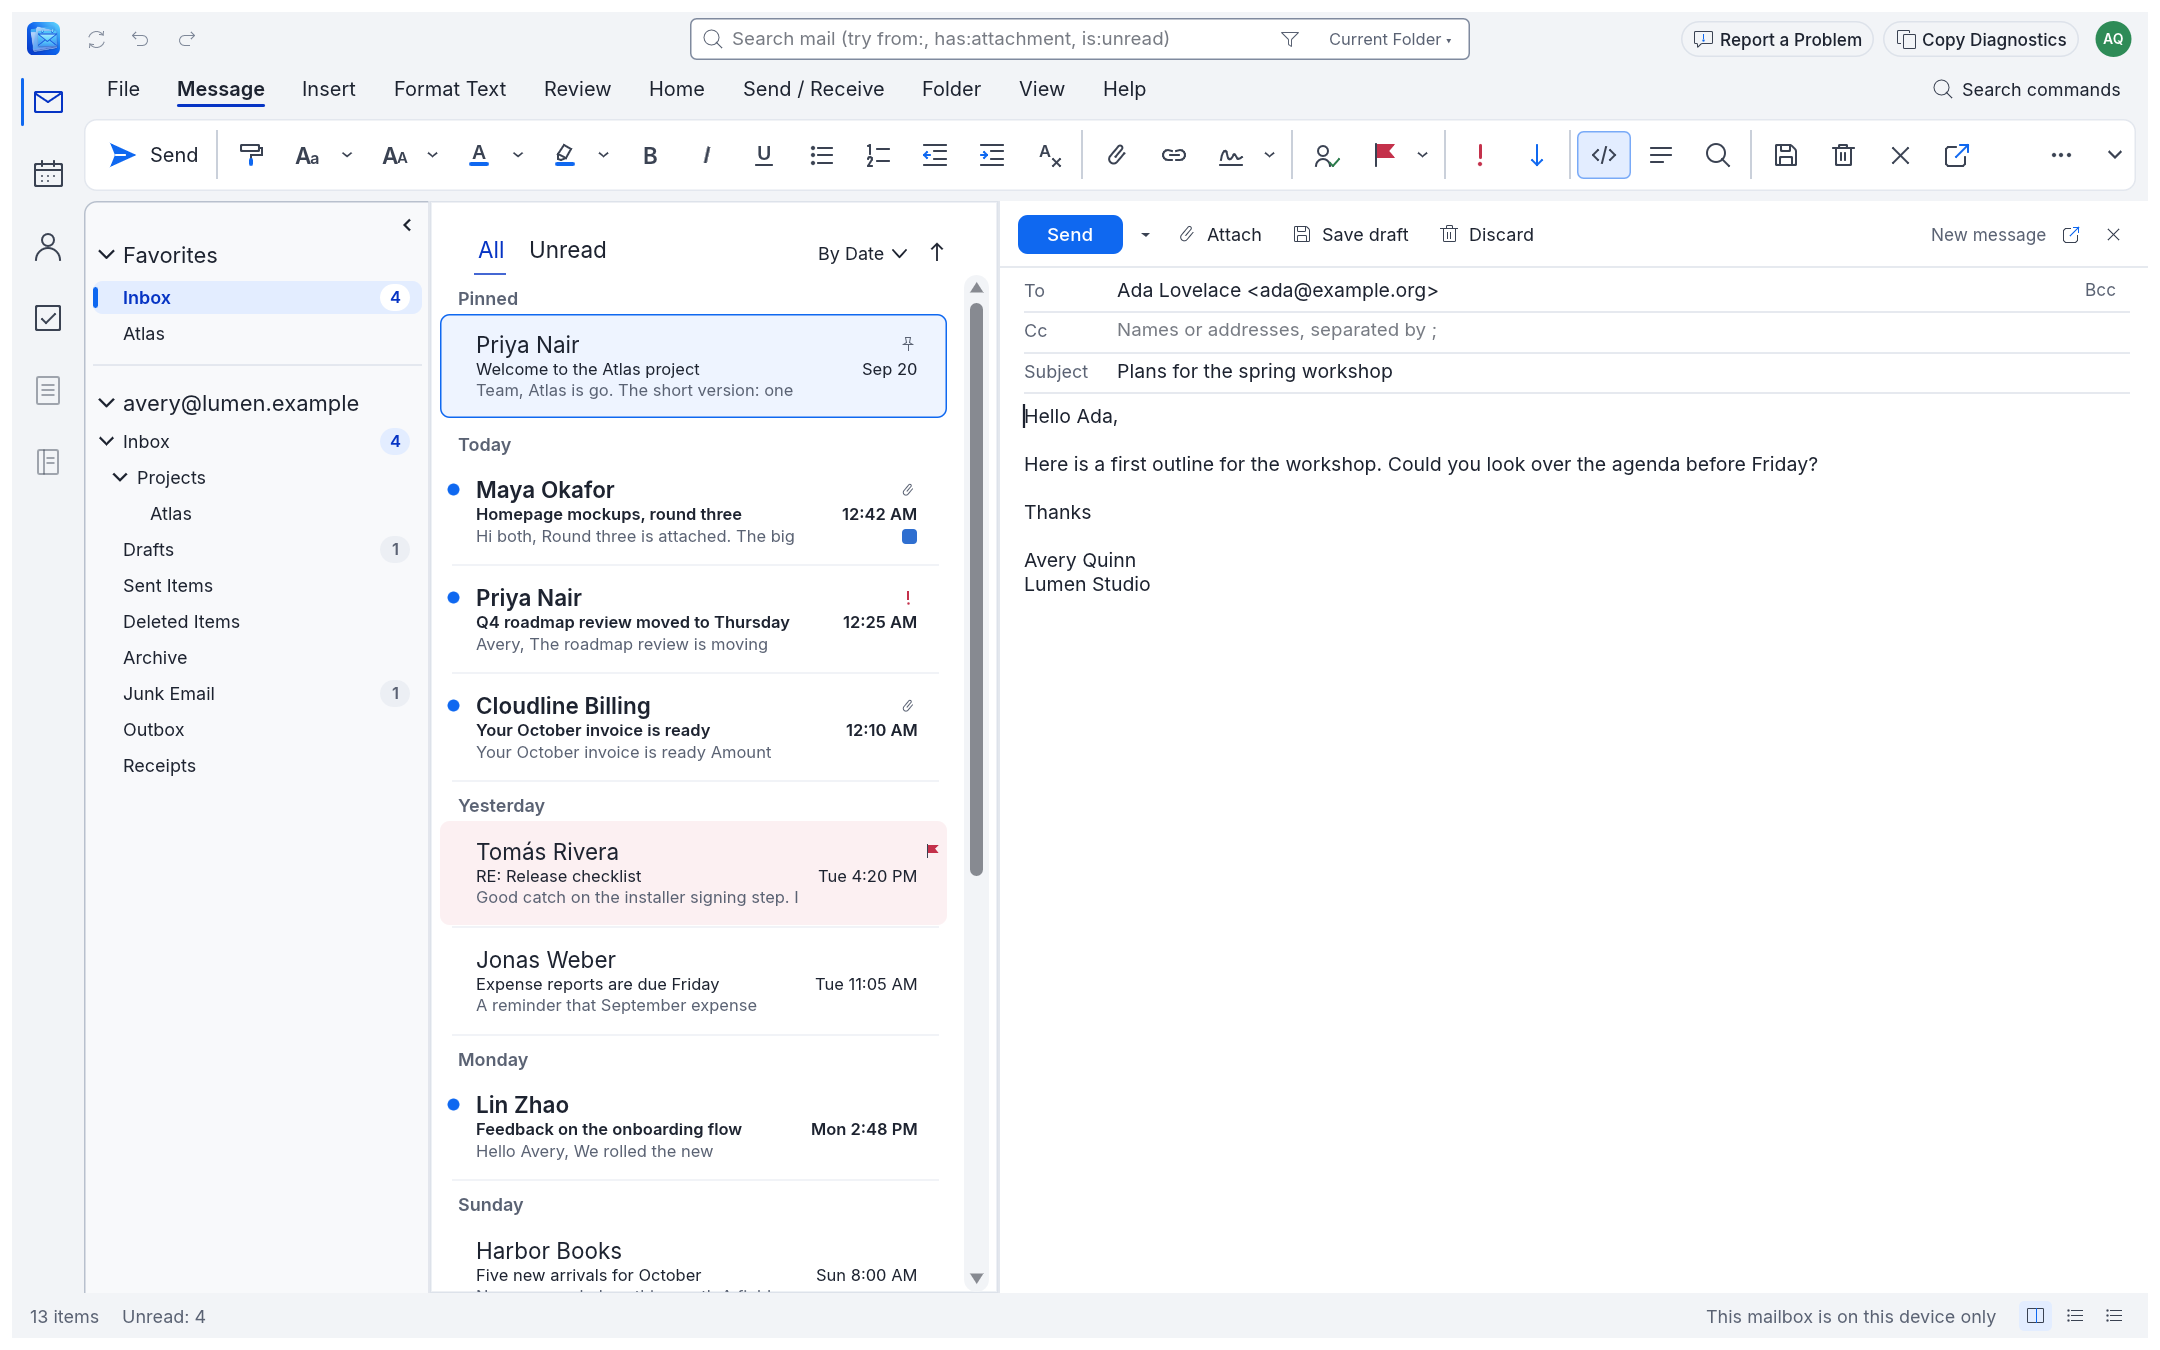 Search mail (try from:, has:attachment, is:unread)
Current Folder
Report a Problem
Copy Diagnostics
AQ
File
Message
Insert
Format Text
Review
Home
Send / Receive
Folder
View
Help
Search commands
Send
Favorites
Inbox 4
Atlas
avery@lumen.example
Inbox 4
Projects
Atlas
Drafts 1
Sent Items
Deleted Items
Archive
Junk Email 1
Outbox
Receipts
All
Unread
By Date
Pinned
Priya Nair
Welcome to the Atlas project Sep 20
Team, Atlas is go. The short version: one
Today
Maya Okafor
Homepage mockups, round three 12:42 AM
Hi both, Round three is attached. The big
Priya Nair
Q4 roadmap review moved to Thursday 12:25 AM
Avery, The roadmap review is moving
Cloudline Billing
Your October invoice is ready 12:10 AM
Your October invoice is ready Amount
Yesterday
Tomás Rivera
RE: Release checklist Tue 4:20 PM
Good catch on the installer signing step. I
Jonas Weber
Expense reports are due Friday Tue 11:05 AM
A reminder that September expense
Monday
Lin Zhao
Feedback on the onboarding flow Mon 2:48 PM
Hello Avery, We rolled the new
Sunday
Harbor Books
Five new arrivals for October Sun 8:00 AM
Send
Attach
Save draft
Discard
New message
To Ada Lovelace <ada@example.org> Bcc
Cc Names or addresses, separated by ;
Subject Plans for the spring workshop
Hello Ada,
Here is a first outline for the workshop. Could you look over the agenda before Friday?
Thanks
Avery Quinn
Lumen Studio
13 items
Unread: 4
This mailbox is on this device only